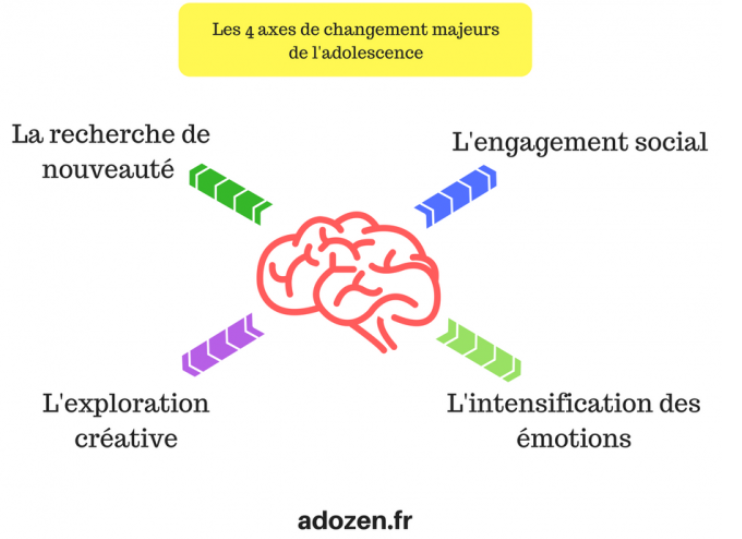 Les 4 axes de changement majeurs
de l'adolescence
La recherche de
nouveauté
L'engagement social
L'exploration
créative
L'intensification des
émotions
adozen.fr